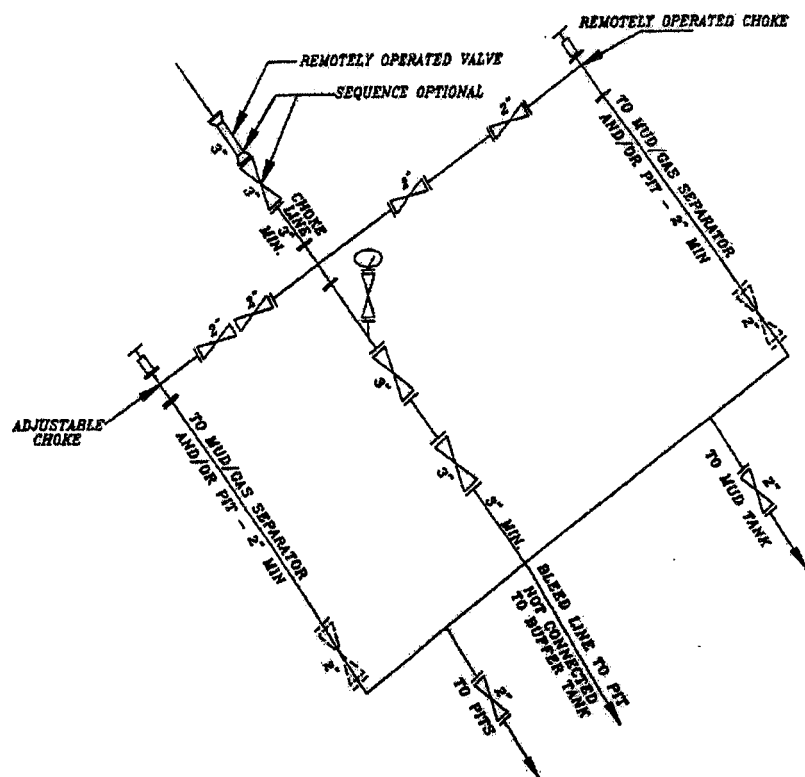 REMOTELY OPERATED CHOKE
REMOTELY OPERATED VALVE
SEQUENCE OPTIONAL
3"
3"
CHOKE
LINE
3"
MIN.
2"
2"
2"
2"
TO MUD/GAS SEPARATOR
AND/OR PIT - 2" MIN
2"
ADJUSTABLE
CHOKE
TO MUD/GAS SEPARATOR
AND/OR PIT - 2" MIN
2"
3"
3"
3" MIN.
BLEED LINE TO PIT
NOT CONNECTED
TO BUFFER TANK
2"
TO MUD TANK
2"
TO PITS